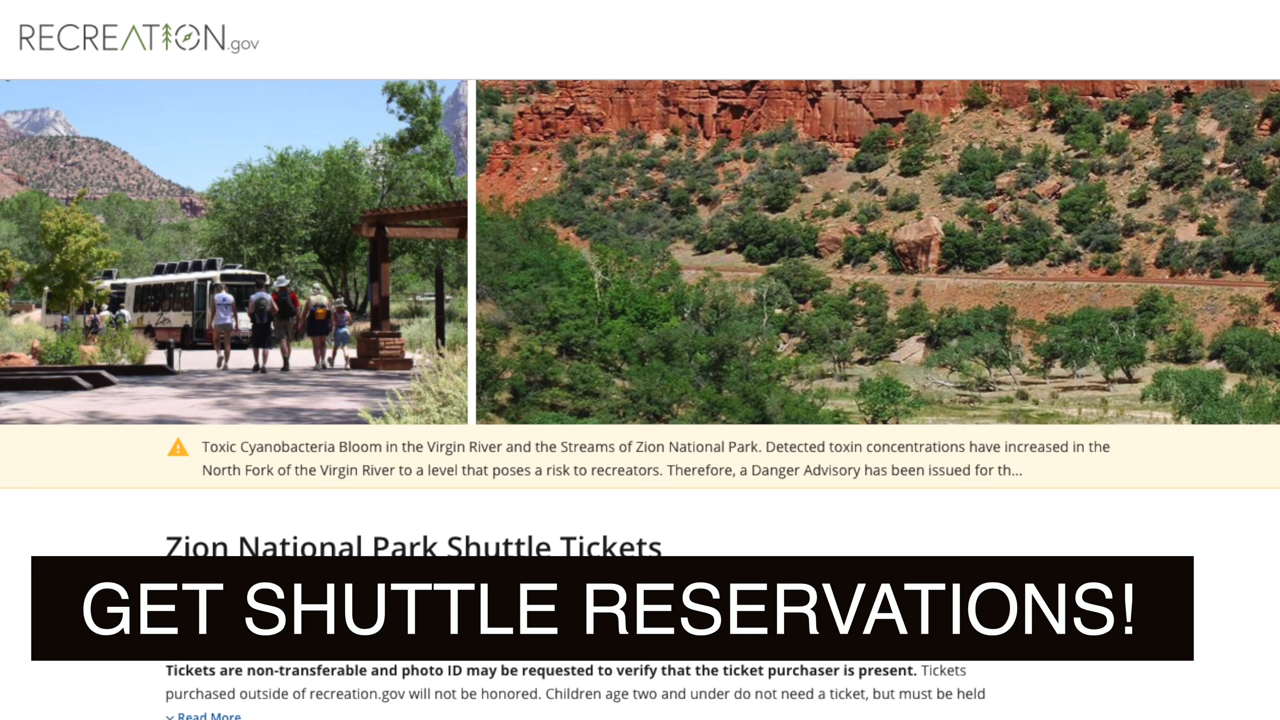 RECREATION.gov
Toxic Cyanobacteria Bloom in the Virgin River and the Streams of Zion National Park. Detected toxin concentrations have increased in the
North Fork of the Virgin River to a level that poses a risk to recreators. Therefore, a Danger Advisory has been issued for th...
Zion National Park Shuttle Tickets
GET SHUTTLE RESERVATIONS!
Tickets are non-transferable and photo ID may be requested to verify that the ticket purchaser is present. Tickets
purchased outside of recreation.gov will not be honored. Children age two and under do not need a ticket, but must be held
Read More